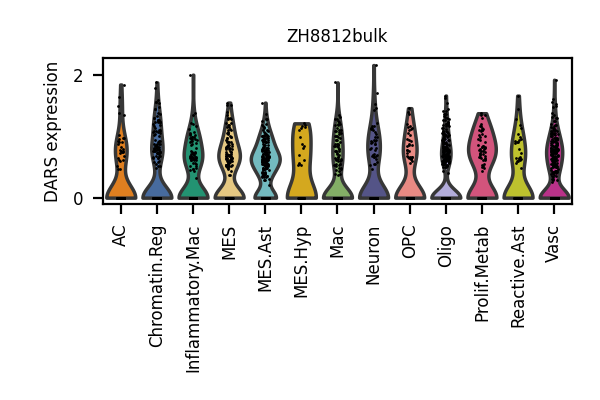 ZH8812bulk
DARS expression
2
0
AC
Chromatin.Reg
Inflammatory.Mac
MES
MES.Ast
MES.Hyp
Mac
Neuron
OPC
Oligo
Prolif.Metab
Reactive.Ast
Vasc